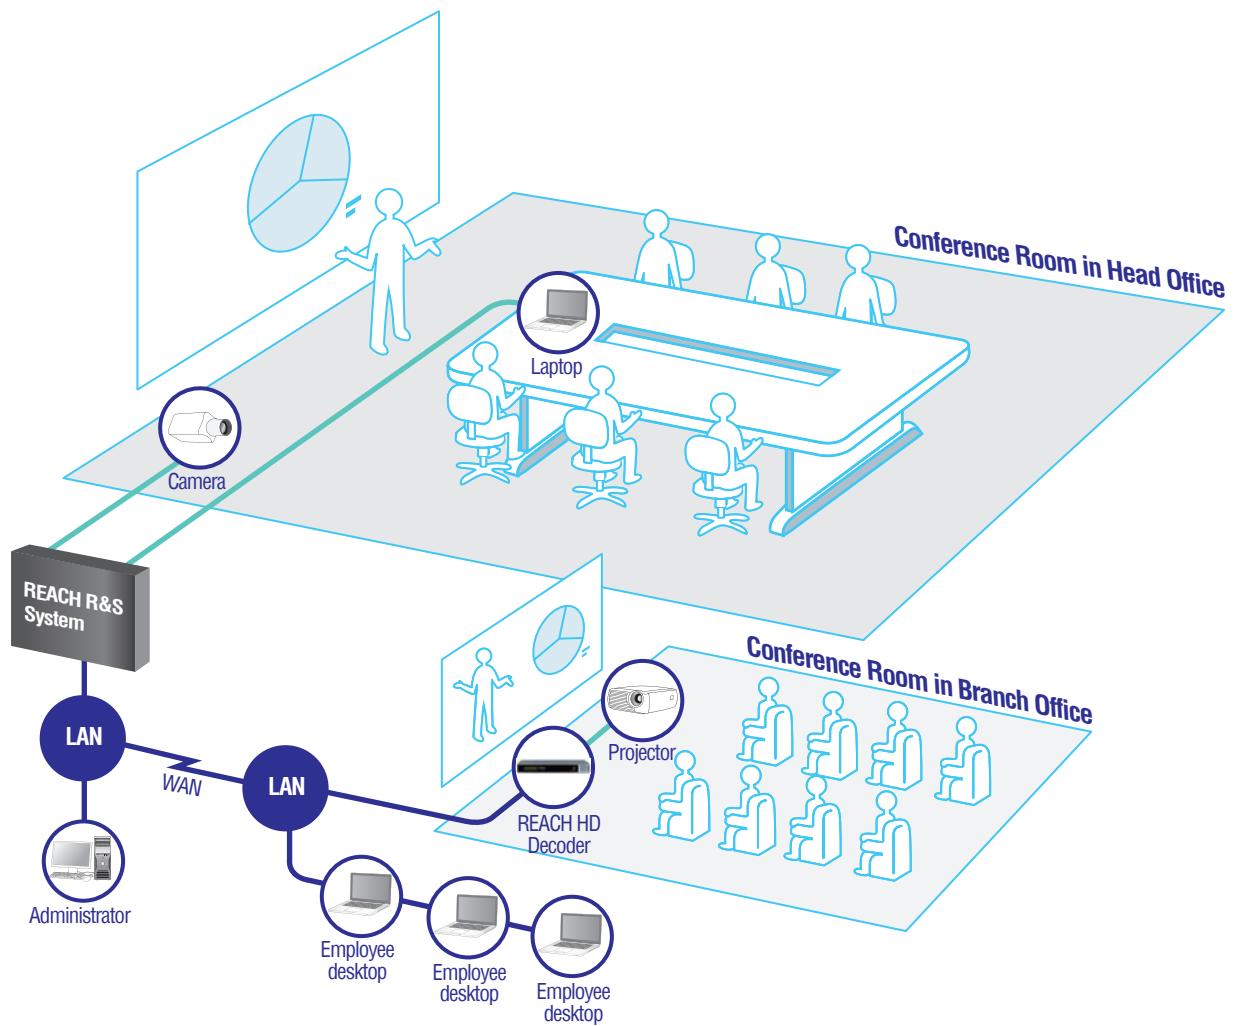 Conference Room in Head Office
Laptop
Camera
REACH R&S
System
Conference Room in Branch Office
LAN
WAN
LAN
Projector
REACH HD
Decoder
Administrator
Employee
desktop
Employee
desktop
Employee
desktop